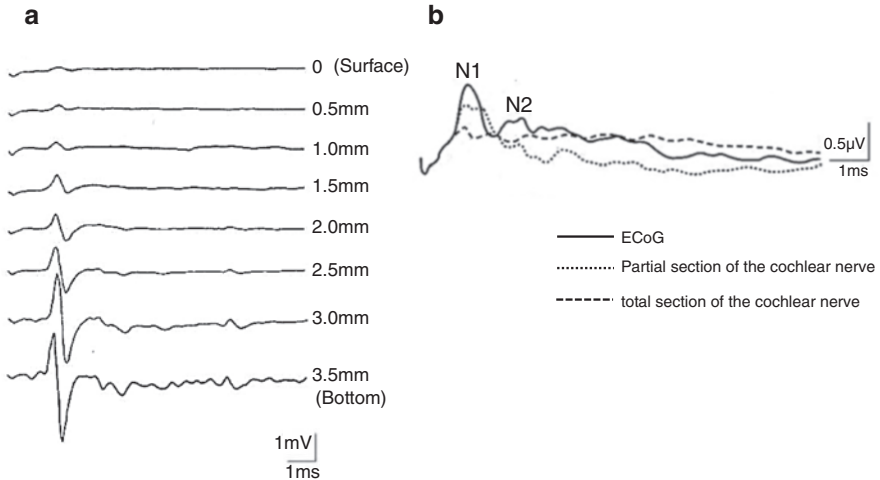 a
0 (Surface)
0.5mm
1.0mm
1.5mm
2.0mm
2.5mm
3.0mm
3.5mm
(Bottom)
1mV
1ms
b
N1
N2
0.5µV
1ms
ECoG
Partial section of the cochlear nerve
total section of the cochlear nerve